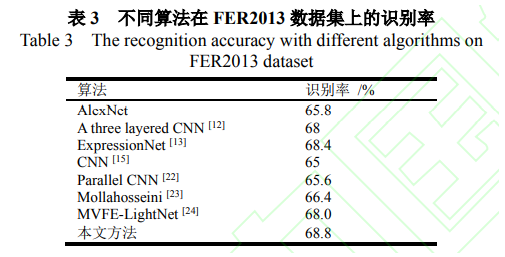 表 3 不同算法在 FER2013 数据集上的识别率
Table 3 The recognition accuracy with different algorithms on
FER2013 dataset
算法 识别率 /%
AlexNet 65.8
A three layered CNN [12] 68
ExpressionNet [13] 68.4
CNN [15] 65
Parallel CNN [22] 65.6
Mollahosseini [23] 66.4
MVFE-LightNet [24] 68.0
本文方法 68.8